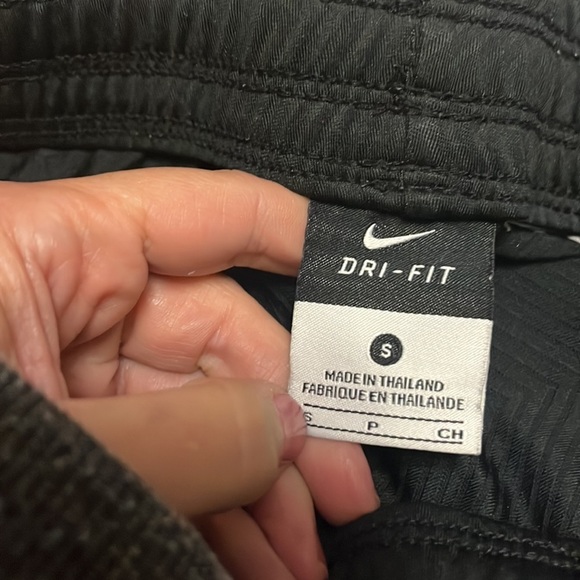 DRI-FIT
S
MADE IN THAILAND
FABRIQUE EN THAILANDE
S P CH